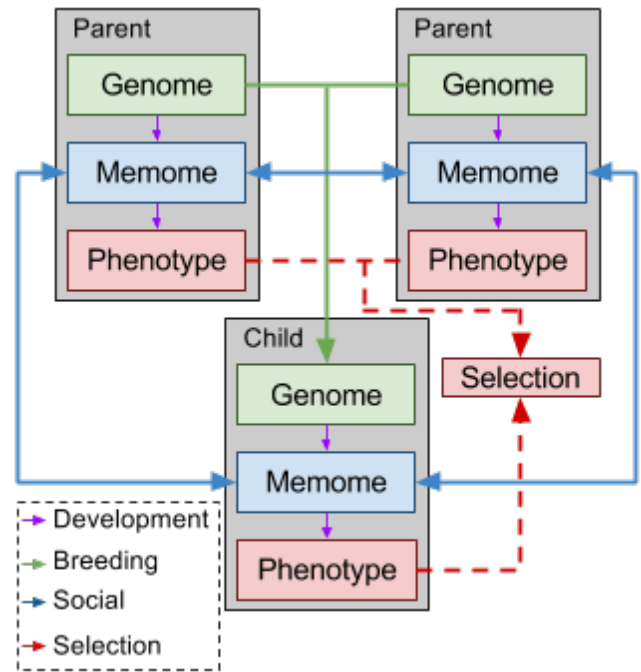 Parent
Genome
Memome
Phenotype
Parent
Genome
Memome
Phenotype
Child
Genome
Memome
Phenotype
Selection
Development
Breeding
Social
Selection